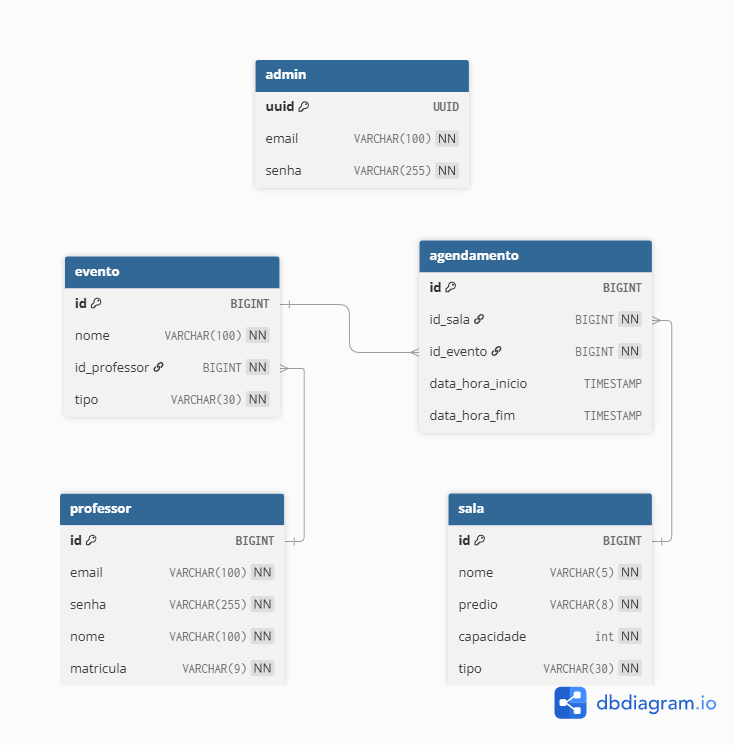 admin
uuid UUID
email VARCHAR(100) NN
senha VARCHAR(255) NN
evento
id BIGINT
nome VARCHAR(100) NN
id_professor BIGINT NN
tipo VARCHAR(30) NN
agendamento
id BIGINT
id_sala BIGINT NN
id_evento BIGINT NN
data_hora_inicio TIMESTAMP
data_hora_fim TIMESTAMP
professor
id BIGINT
email VARCHAR(100) NN
senha VARCHAR(255) NN
nome VARCHAR(100) NN
matricula VARCHAR(9) NN
sala
id BIGINT
nome VARCHAR(5) NN
predio VARCHAR(8) NN
capacidade int NN
tipo VARCHAR(30) NN
dbdiagram.io